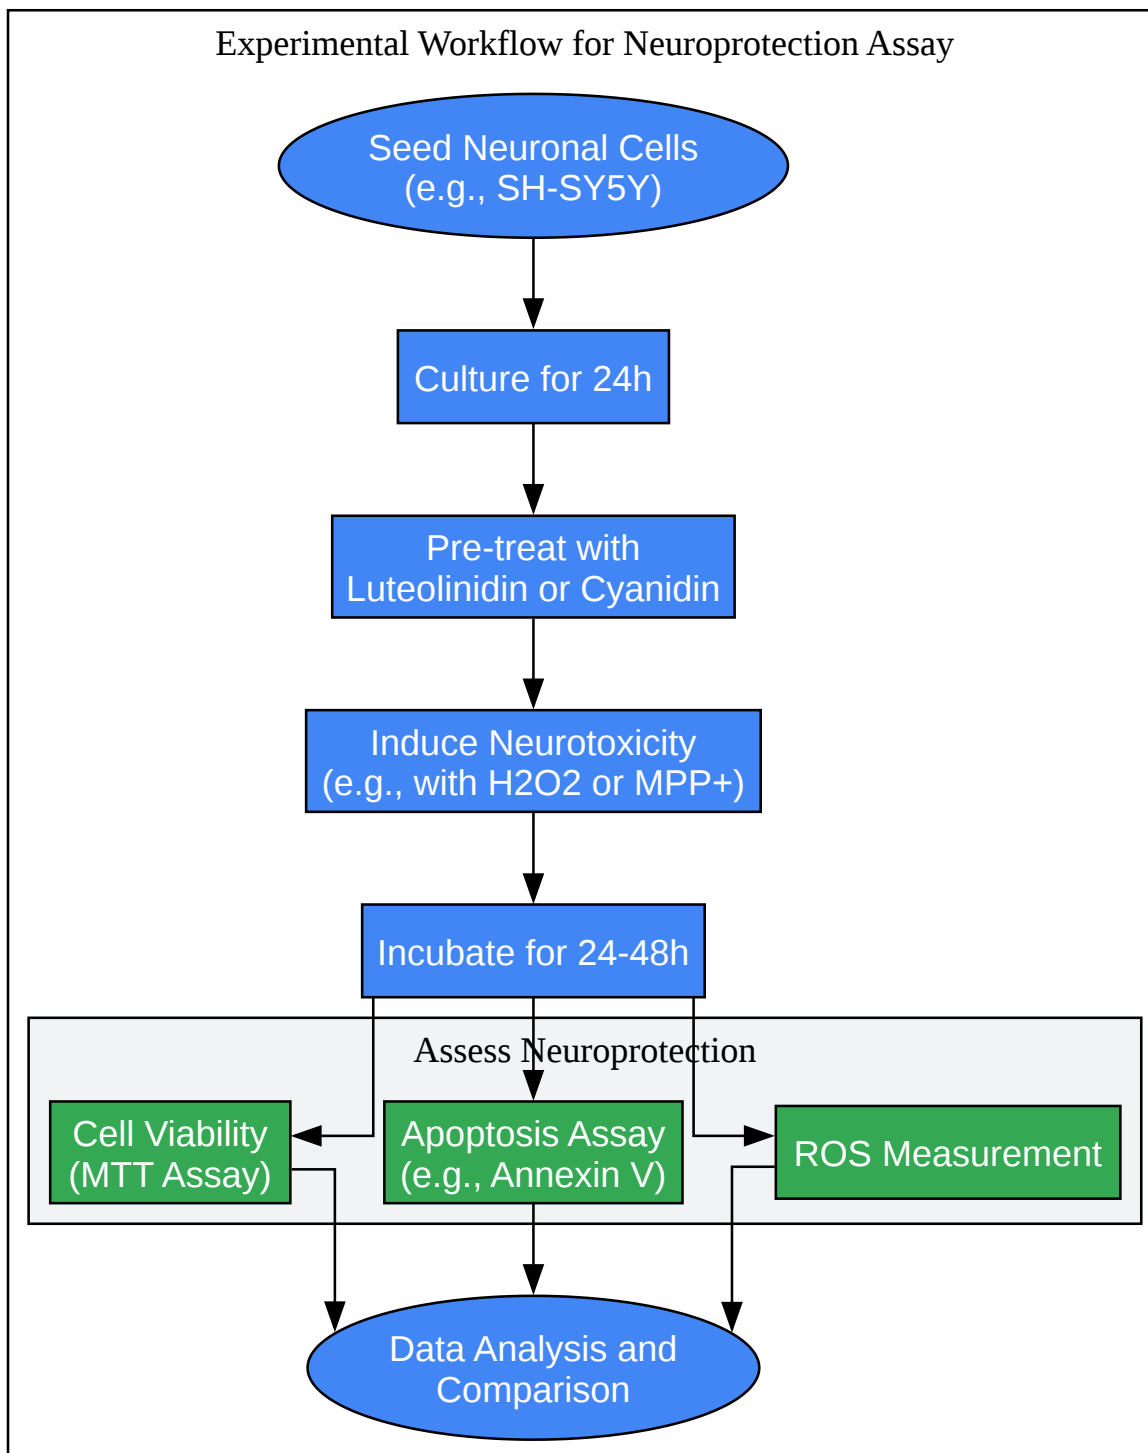 Experimental Workflow for Neuroprotection Assay
Seed Neuronal Cells
(e.g., SH-SY5Y)
Culture for 24h
Pre-treat with
Luteolinidin or Cyanidin
Induce Neurotoxicity
(e.g., with H2O2 or MPP+)
Incubate for 24-48h
Assess Neuroprotection
Cell Viability
(MTT Assay)
Apoptosis Assay
(e.g., Annexin V)
ROS Measurement
Data Analysis and
Comparison